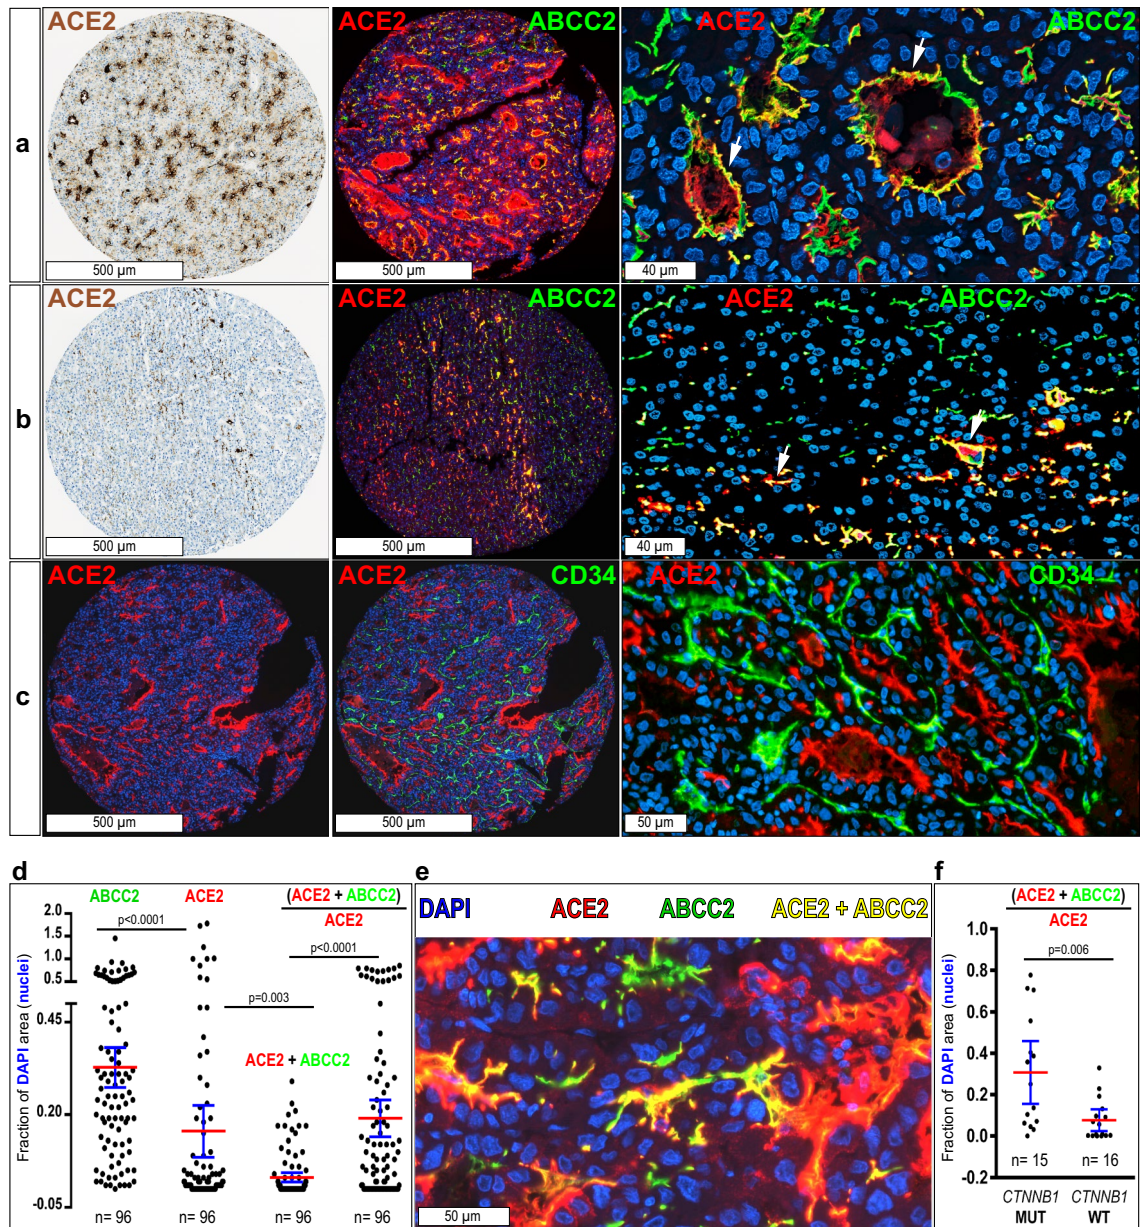 a
ACE2
500 µm
ACE2 ABCC2
500 µm
ACE2 ABCC2
40 µm
b
ACE2
500 µm
ACE2 ABCC2
500 µm
ACE2 ABCC2
40 µm
c
ACE2
500 µm
ACE2 CD34
500 µm
ACE2 CD34
50 µm
d
ABCC2
ACE2
(ACE2 + ABCC2)
ACE2
p<0.0001
p<0.0001
p=0.003
ACE2 + ABCC2
Fraction of DAPI area (nuclei)
2.0
1.5
1.0
0.5
0.45
0.20
-0.05
n= 96 n= 96 n= 96 n= 96
e
DAPI ACE2 ABCC2 ACE2 + ABCC2
50 µm
f
(ACE2 + ABCC2)
ACE2
p=0.006
Fraction of DAPI area (nuclei)
1.0
0.8
0.6
0.4
0.2
0.0
-0.2
n= 15 n= 16
CTNNB1 CTNNB1
MUT WT